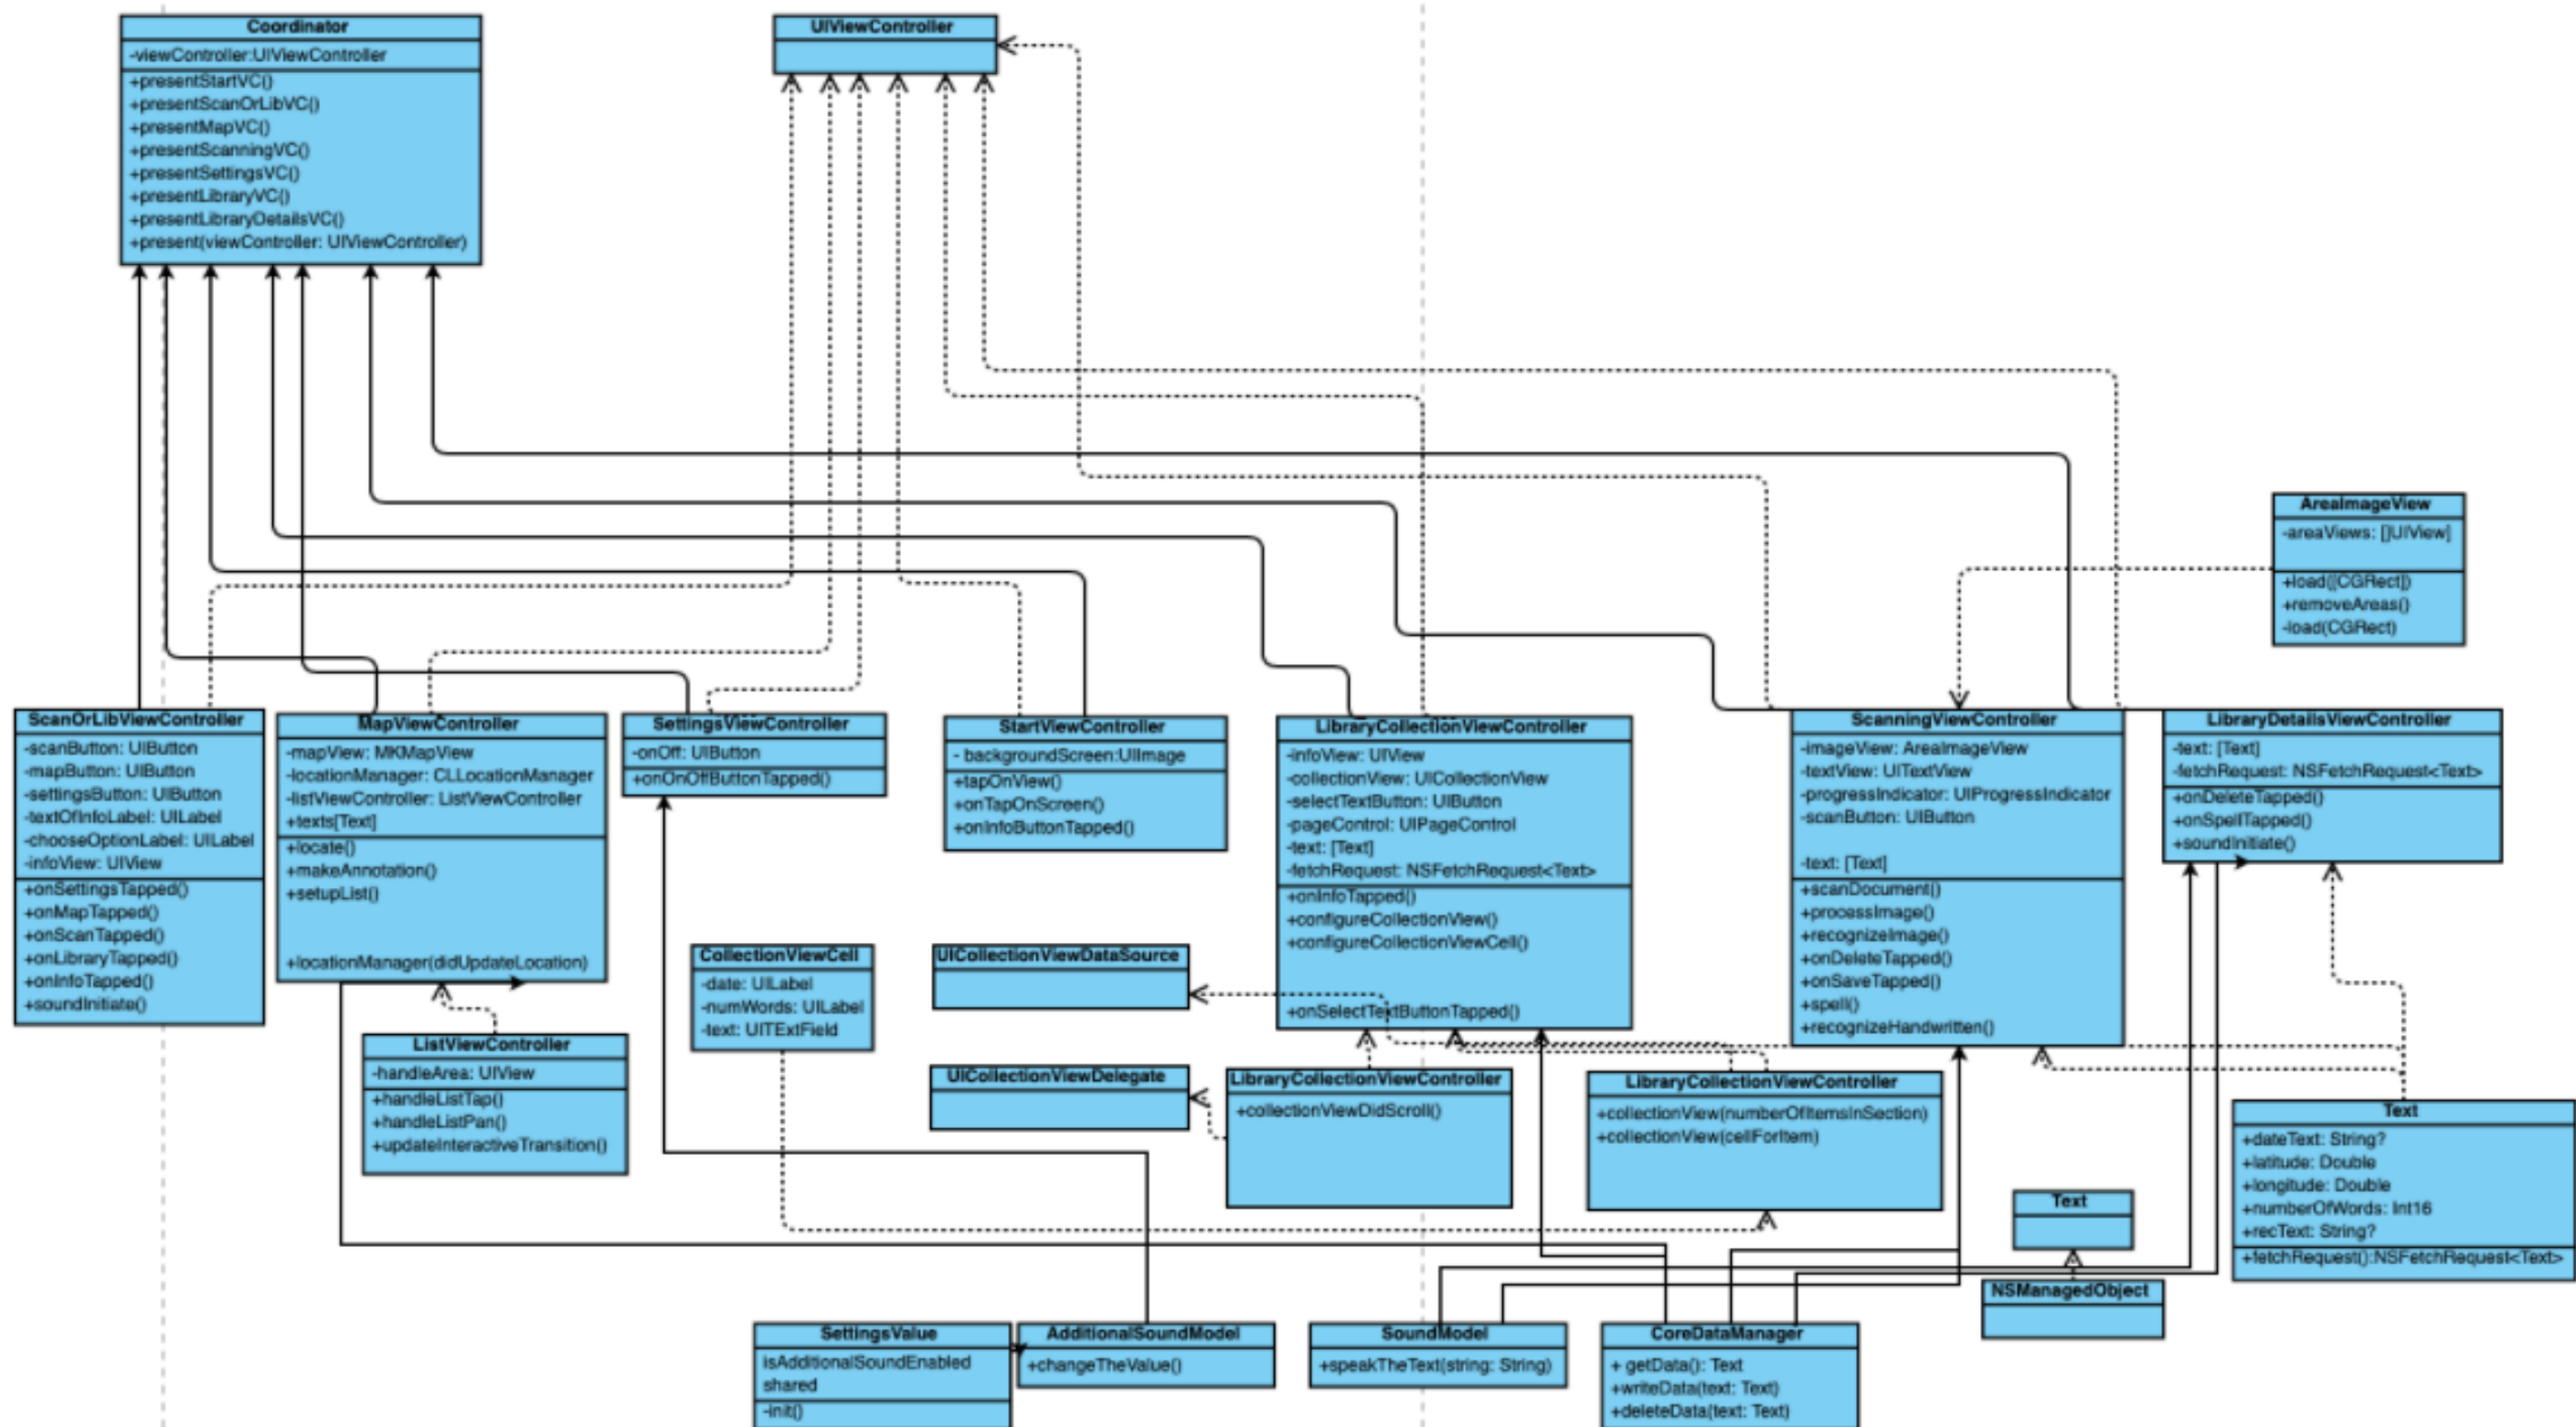 Coordinator
-viewController:UIViewController
+presentStartVC()
+presentScanOrLibVC()
+presentMapVC()
+presentScanningVC()
+presentSettingsVC()
+presentLibraryVC()
+presentLibraryDetailsVC()
+present(viewController: UIViewController)
UIViewController
AreaImageView
-areaViews: []UIView]
+load([CGRect])
+removeAreas()
-load(CGRect)
ScanOrLibViewController
-scanButton: UIButton
-mapButton: UIButton
-settingsButton: UIButton
-textOfInfoLabel: UILabel
-chooseOptionLabel: UILabel
-infoView: UIView
+onSettingsTapped()
+onMapTapped()
+onScanTapped()
+onLibraryTapped()
+onInfoTapped()
+soundInitiate()
MapViewController
-mapView: MKMapView
-locationManager: CLLocationManager
-listViewController: ListViewController
+texts[Text]
+locate()
+makeAnnotation()
+setupList()
+locationManager(didUpdateLocation)
SettingsViewController
-onOff: UIButton
+onOnOffButtonTapped()
StartViewController
- backgroundScreen:UIImage
+tapOnView()
+onTapOnScreen()
+onInfoButtonTapped()
LibraryCollectionViewController
-infoView: UIView
-collectionView: UICollectionView
-selectTextButton: UIButton
-pageControl: UIPageControl
-text: [Text]
-fetchRequest: NSFetchRequest<Text>
+onInfoTapped()
+configureCollectionView()
+configureCollectionViewCell()
+onSelectTextButtonTapped()
ScanningViewController
-imageView: AreaImageView
-textView: UITextView
-progressIndicator: UIProgressIndicator
-scanButton: UIButton
-text: [Text]
+scanDocument()
+processImage()
+recognizeImage()
+onDeleteTapped()
+onSaveTapped()
+spell()
+recognizeHandwritten()
LibraryDetailsViewController
-text: [Text]
-fetchRequest: NSFetchRequest<Text>
+onDeleteTapped()
+onSpellTapped()
+soundInitiate()
CollectionViewCell
-date: UILabel
-numWords: UILabel
-text: UITExtField
UICollectionViewDataSource
ListViewController
-handleArea: UIView
+handleListTap()
+handleListPan()
+updateInteractiveTransition()
UICollectionViewDelegate
LibraryCollectionViewController
+collectionViewDidScroll()
LibraryCollectionViewController
+collectionView(numberOfItemsInSection)
+collectionView(cellForItem)
Text
+dateText: String?
+latitude: Double
+longitude: Double
+numberOfWords: Int16
+recText: String?
+fetchRequest():NSFetchRequest<Text>
Text
NSManagedObject
SettingsValue
isAdditionalSoundEnabled
shared
-init()
AdditionalSoundModel
+changeTheValue()
SoundModel
+speakTheText(string: String)
CoreDataManager
+ getData(): Text
+writeData(text: Text)
+deleteData(text: Text)